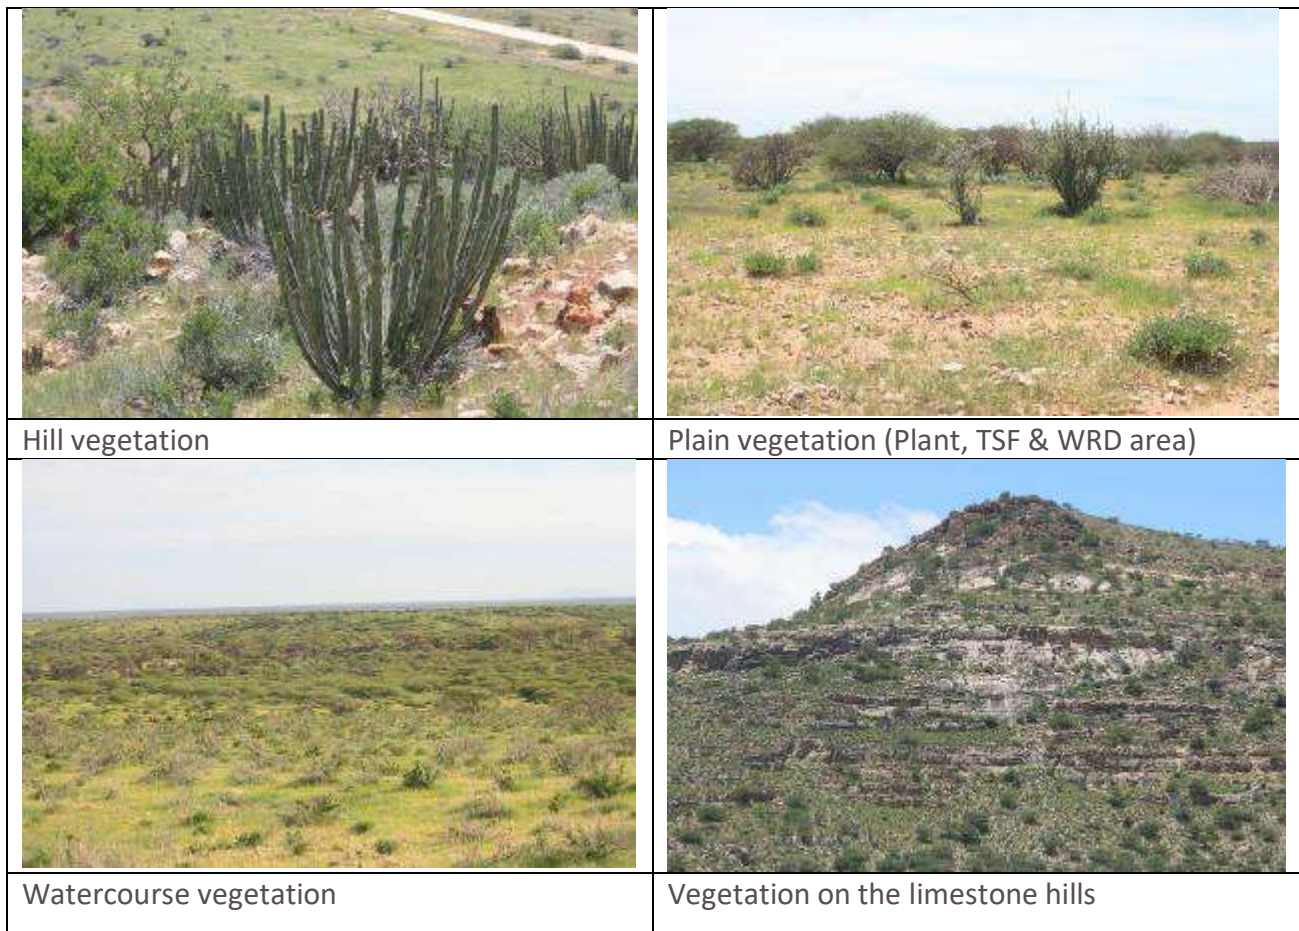 Hill vegetation
Plain vegetation (Plant, TSF & WRD area)
Watercourse vegetation
Vegetation on the limestone hills